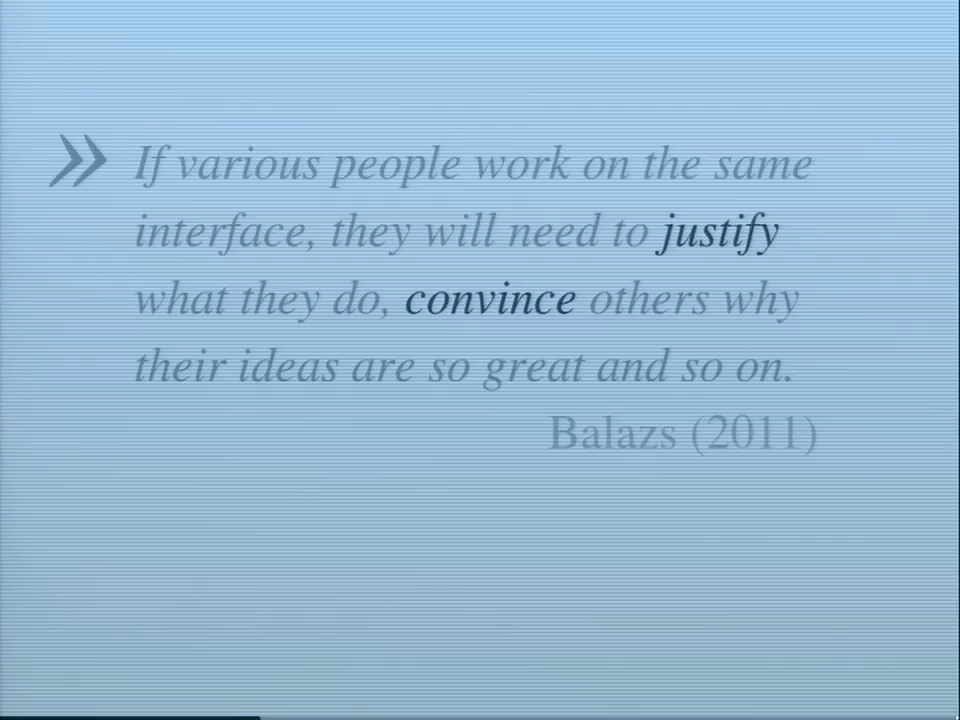 » If various people work on the same
interface, they will need to justify
what they do, convince others why
their ideas are so great and so on.
Balazs (2011)